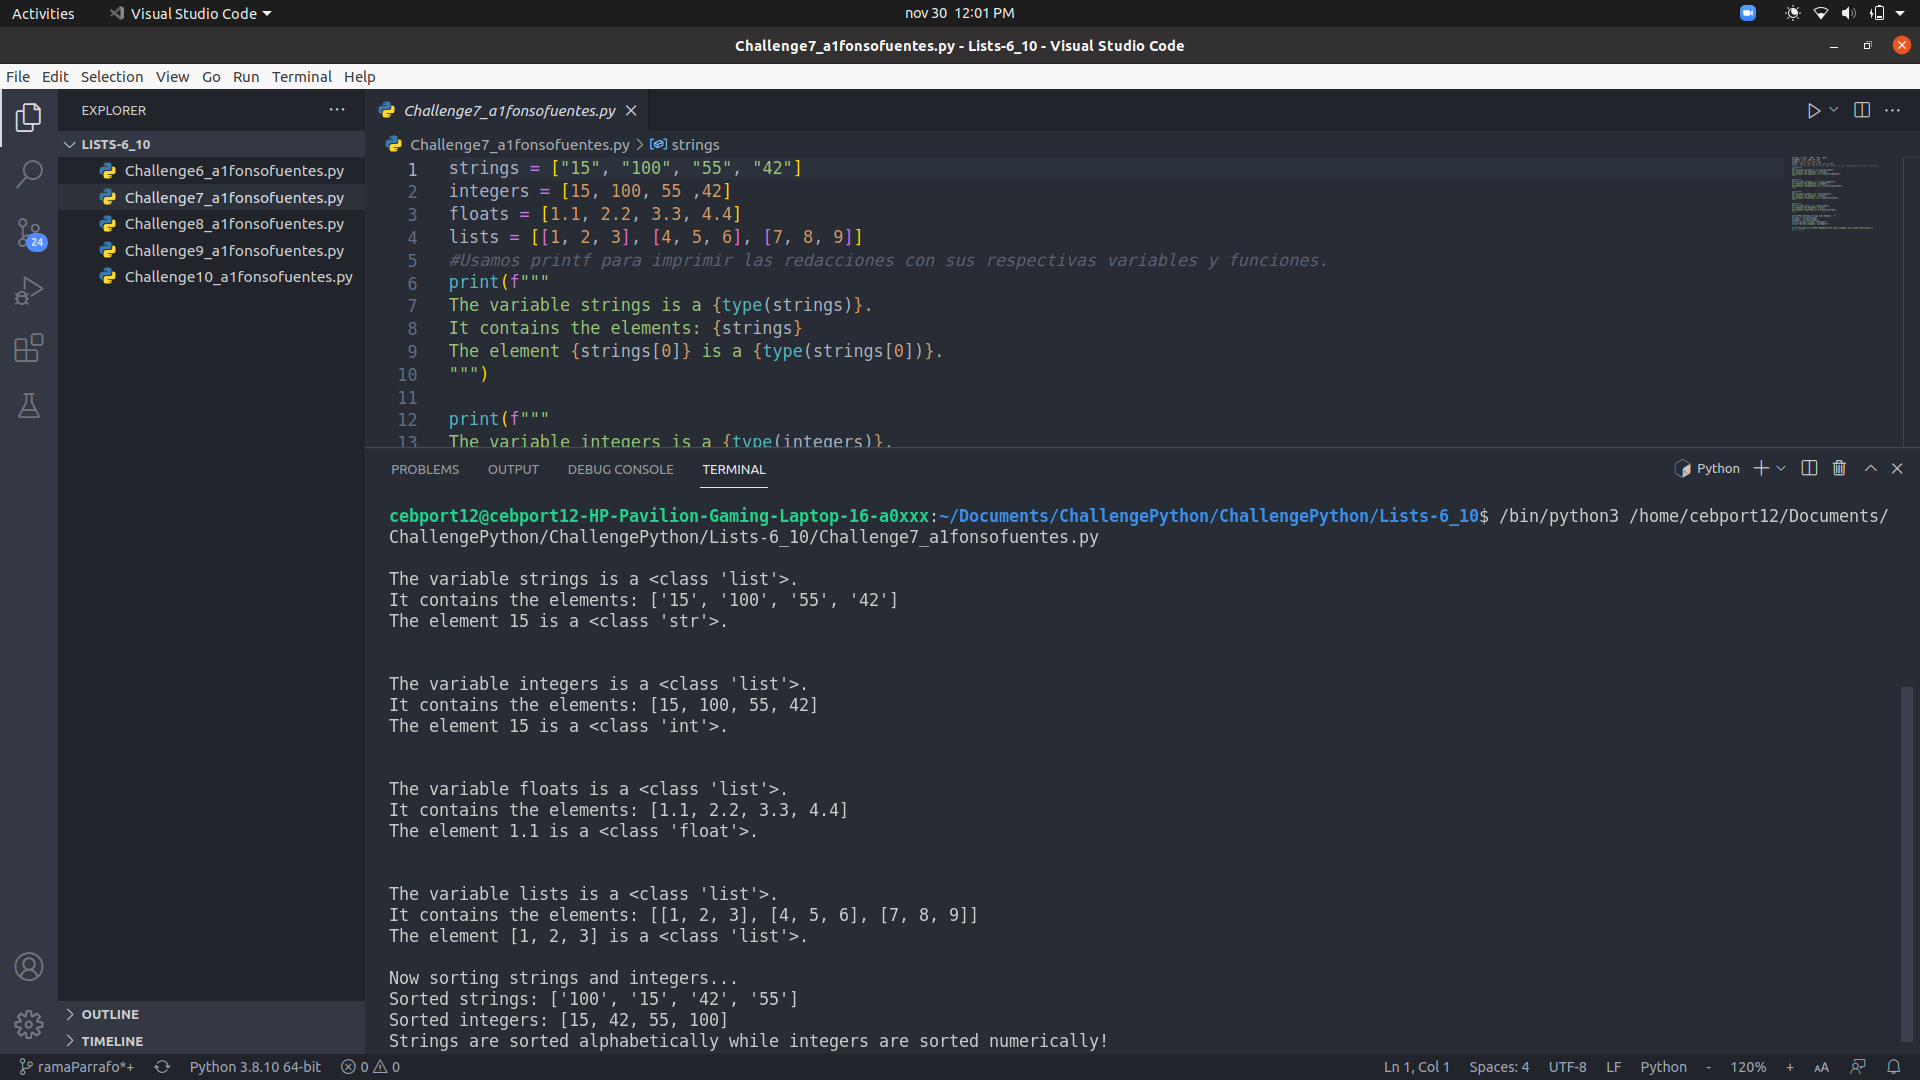 Activities
Visual Studio Code
nov 30 12:01 PM
Challenge7_a1fonsofuentes.py - Lists-6_10 - Visual Studio Code
File Edit Selection View Go Run Terminal Help
EXPLORER
LISTS-6_10
Challenge6_a1fonsofuentes.py
Challenge7_a1fonsofuentes.py
Challenge8_a1fonsofuentes.py
Challenge9_a1fonsofuentes.py
Challenge10_a1fonsofuentes.py
24
OUTLINE
TIMELINE
Challenge7_a1fonsofuentes.py
Challenge7_a1fonsofuentes.py > strings
1 strings = ["15", "100", "55", "42"]
2 integers = [15, 100, 55 ,42]
3 floats = [1.1, 2.2, 3.3, 4.4]
4 lists = [[1, 2, 3], [4, 5, 6], [7, 8, 9]]
5 #Usamos printf para imprimir las redacciones con sus respectivas variables y funciones.
6 print(f"""
7 The variable strings is a {type(strings)}.
8 It contains the elements: {strings}
9 The element {strings[0]} is a {type(strings[0])}.
10 """)
11
12 print(f"""
13 The variable integers is a {type(integers)}.
PROBLEMS OUTPUT DEBUG CONSOLE TERMINAL
Python
cebport12@cebport12-HP-Pavilion-Gaming-Laptop-16-a0xxx:~/Documents/ChallengePython/ChallengePython/Lists-6_10$ /bin/python3 /home/cebport12/Documents/
ChallengePython/ChallengePython/Lists-6_10/Challenge7_a1fonsofuentes.py
The variable strings is a <class 'list'>.
It contains the elements: ['15', '100', '55', '42']
The element 15 is a <class 'str'>.
The variable integers is a <class 'list'>.
It contains the elements: [15, 100, 55, 42]
The element 15 is a <class 'int'>.
The variable floats is a <class 'list'>.
It contains the elements: [1.1, 2.2, 3.3, 4.4]
The element 1.1 is a <class 'float'>.
The variable lists is a <class 'list'>.
It contains the elements: [[1, 2, 3], [4, 5, 6], [7, 8, 9]]
The element [1, 2, 3] is a <class 'list'>.
Now sorting strings and integers...
Sorted strings: ['100', '15', '42', '55']
Sorted integers: [15, 42, 55, 100]
Strings are sorted alphabetically while integers are sorted numerically!
ramaParrafo*+ Python 3.8.10 64-bit 0 0
Ln 1, Col 1 Spaces: 4 UTF-8 LF Python - 120% + AA